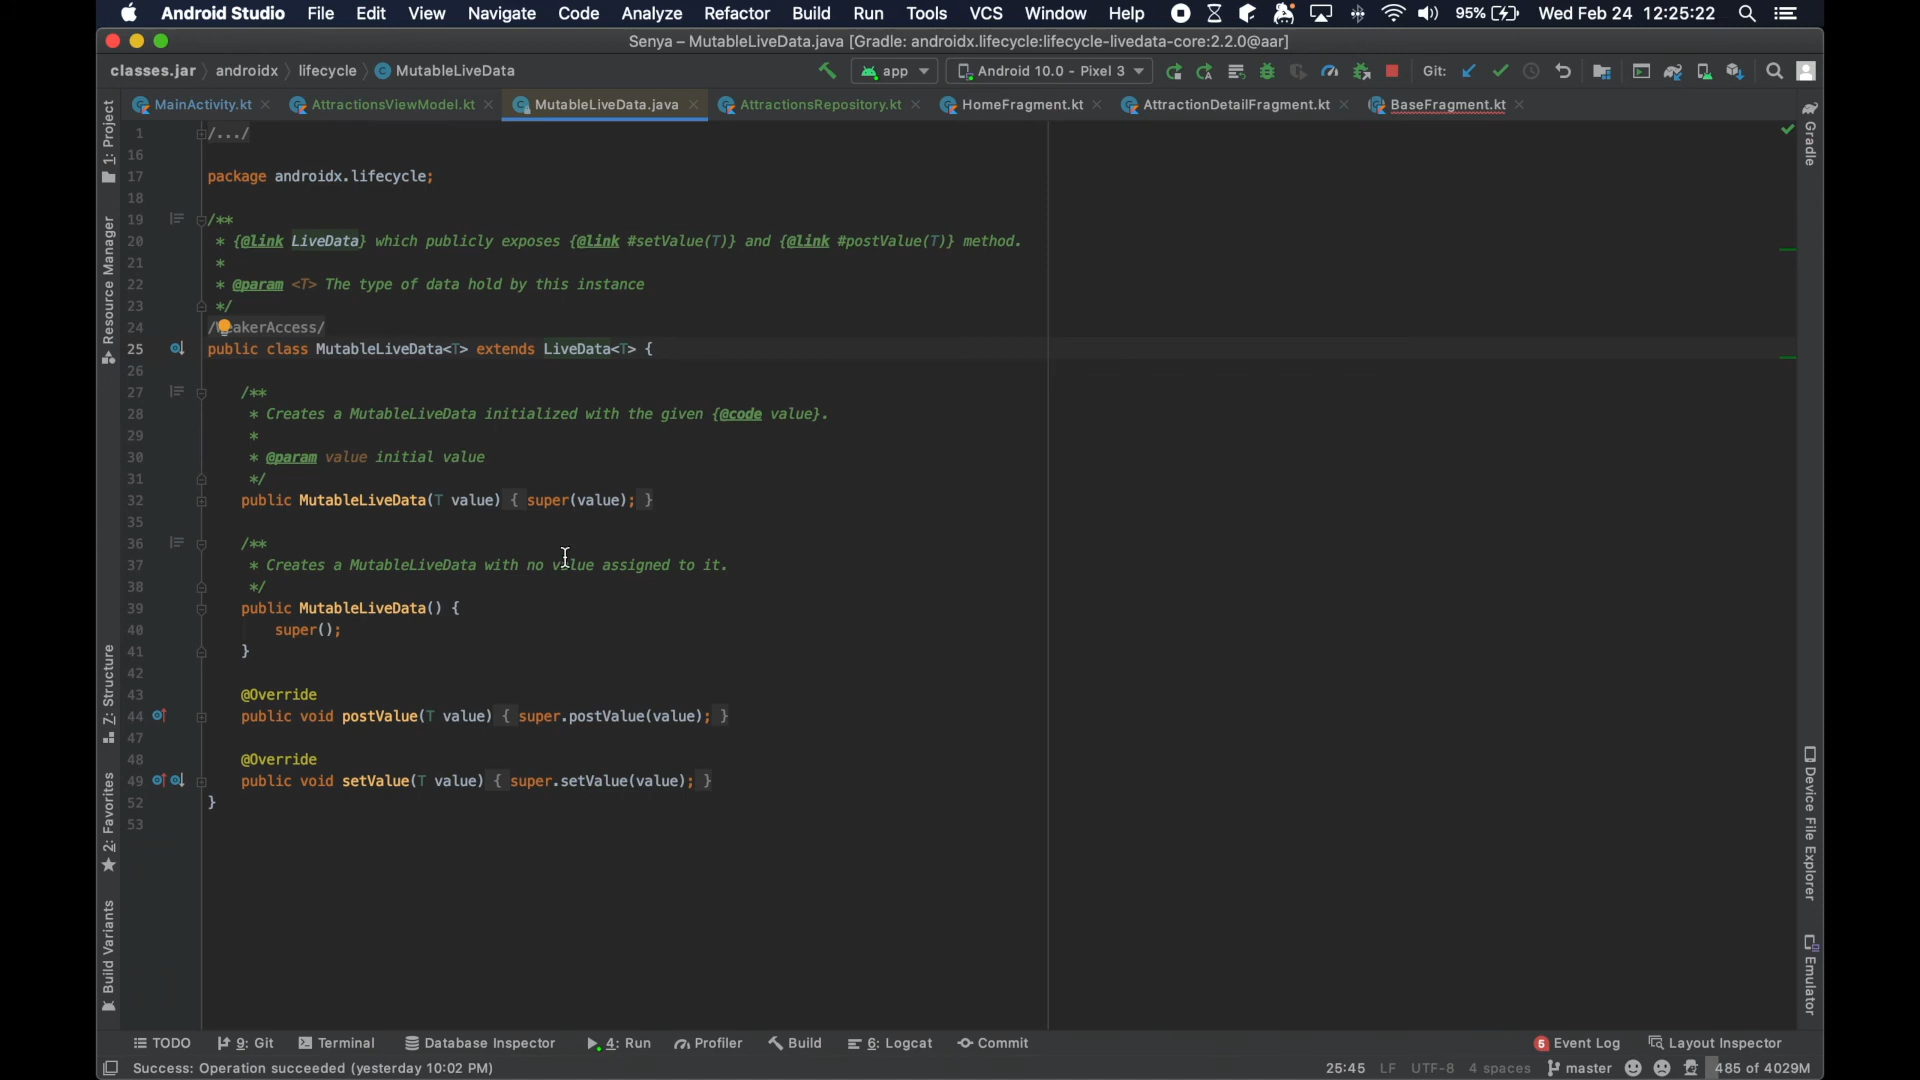 Android Studio File Edit View Navigate Code Analyze Refactor Build Run Tools VCS Window Help 95% Wed Feb 24 12:25:22
Senya – MutableLiveData.java [Gradle: androidx.lifecycle:lifecycle-livedata-core:2.2.0@aar]
classes.jar androidx lifecycle MutableLiveData app Android 10.0 - Pixel 3 Git:
MainActivity.kt AttractionsViewModel.kt MutableLiveData.java AttractionsRepository.kt HomeFragment.kt AttractionDetailFragment.kt BaseFragment.kt
1: Project
Resource Manager
Z: Structure
2: Favorites
Build Variants
1 /.../
16
17 package androidx.lifecycle;
18
19 /**
20 * {@link LiveData} which publicly exposes {@link #setValue(T)} and {@link #postValue(T)} method.
21 *
22 * @param <T> The type of data hold by this instance
23 */
24 /WeakerAccess/
25 public class MutableLiveData<T> extends LiveData<T> {
26
27 /**
28 * Creates a MutableLiveData initialized with the given {@code value}.
29 *
30 * @param value initial value
31 */
32 public MutableLiveData(T value) { super(value); }
35
36 /**
37 * Creates a MutableLiveData with no value assigned to it.
38 */
39 public MutableLiveData() {
40 super();
41 }
42
43 @Override
44 public void postValue(T value) { super.postValue(value); }
47
48 @Override
49 public void setValue(T value) { super.setValue(value); }
52 }
53
Gradle
Device File Explorer
Emulator
TODO 9: Git Terminal Database Inspector 4: Run Profiler Build 6: Logcat Commit 5 Event Log Layout Inspector
Success: Operation succeeded (yesterday 10:02 PM) 25:45 LF UTF-8 4 spaces master 485 of 4029M